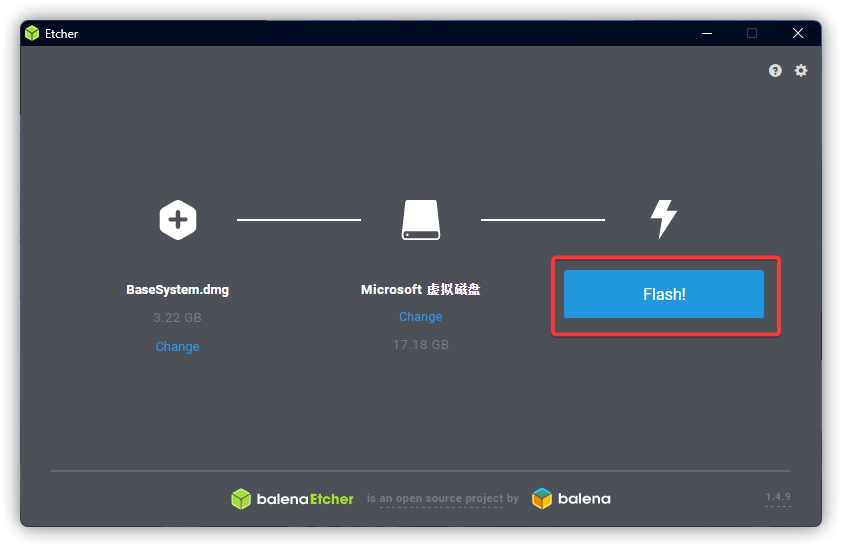 Etcher
BaseSystem.dmg
3.22 GB
Change
Microsoft 虚拟磁盘
Change
17.18 GB
Flash!
balenaEtcher is an open source project by balena
1.4.9